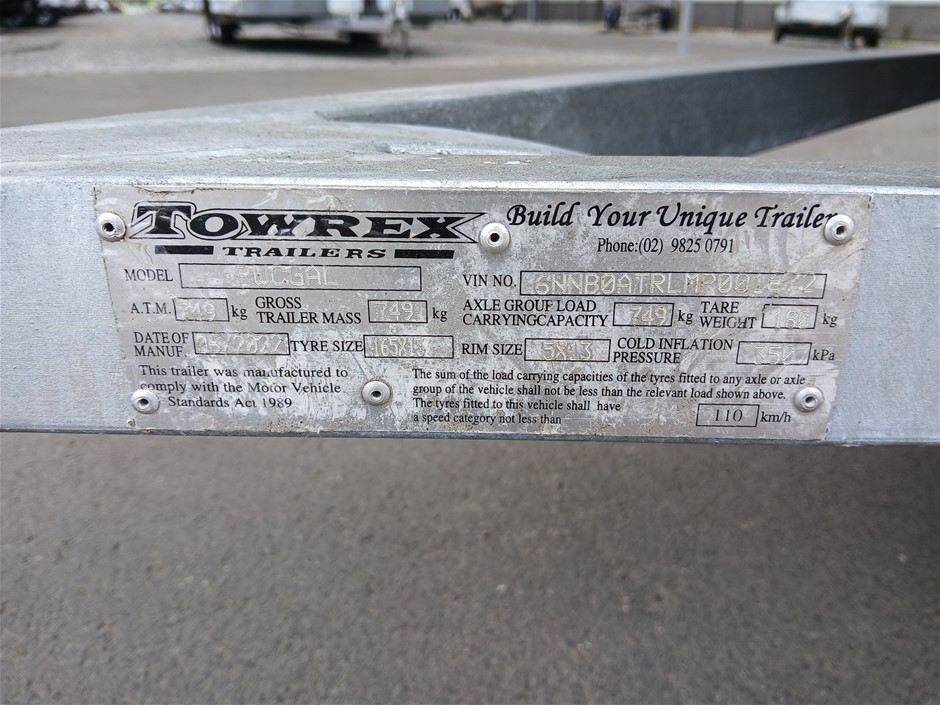 TOWREX
TRAILERS
Build Your Unique Trailer
Phone:(02) 9825 0791
MODEL
VIN NO.
A.T.M. 749 kg GROSS TRAILER MASS 749 kg AXLE GROUF LOAD CARRYINGCAPACITY 749 kg TARE WEIGHT kg
DATE OF MANUF. TYRE SIZE RIM SIZE 5X13 COLD INFLATION PRESSURE kPa
This trailer was manufactured to
comply with the Motor Vehicle
Standards Act 1989
The sum of the load carrying capacities of the tyres fitted to any axle or axle
group of the vehicle shall not be less than the relevant load shown above.
The tyres fitted to this vehicle shall have
a speed category not less than 110 km/h